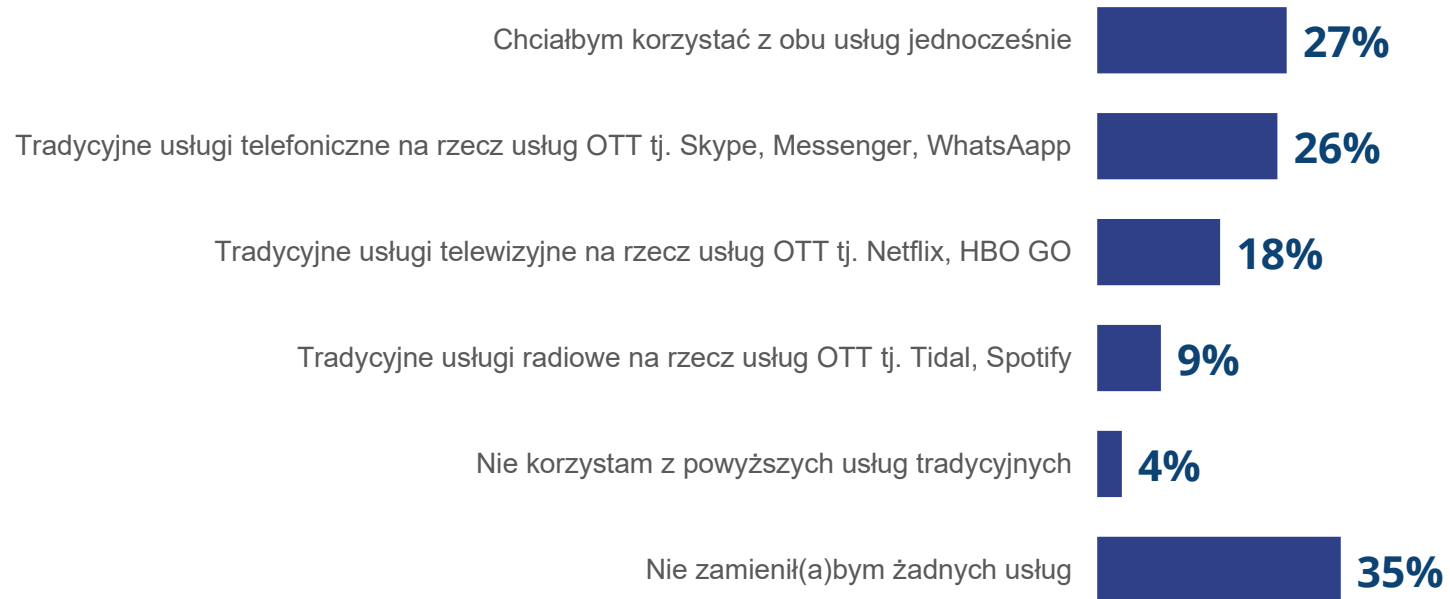 Chciałbym korzystać z obu usług jednocześnie 27%
Tradycyjne usługi telefoniczne na rzecz usług OTT tj. Skype, Messenger, WhatsAapp 26%
Tradycyjne usługi telewizyjne na rzecz usług OTT tj. Netflix, HBO GO 18%
Tradycyjne usługi radiowe na rzecz usług OTT tj. Tidal, Spotify 9%
Nie korzystam z powyższych usług tradycyjnych 4%
Nie zamienił(a)bym żadnych usług 35%